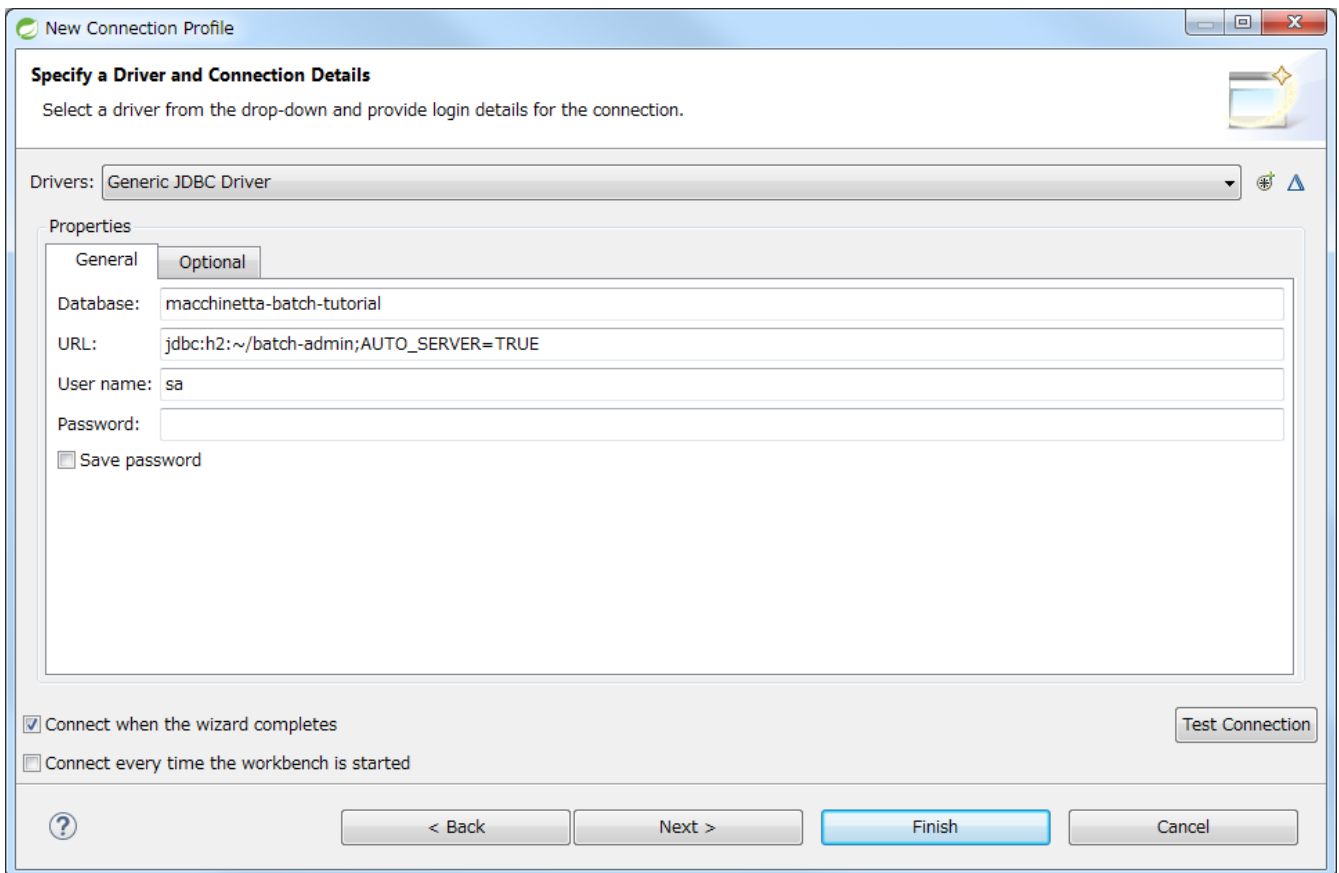 New Connection Profile
Specify a Driver and Connection Details
Select a driver from the drop-down and provide login details for the connection.
Drivers: Generic JDBC Driver
Properties
General Optional
Database: macchinetta-batch-tutorial
URL: jdbc:h2:~/batch-admin;AUTO_SERVER=TRUE
User name: sa
Password:
Save password
Connect when the wizard completes
Test Connection
Connect every time the workbench is started
? < Back Next > Finish Cancel